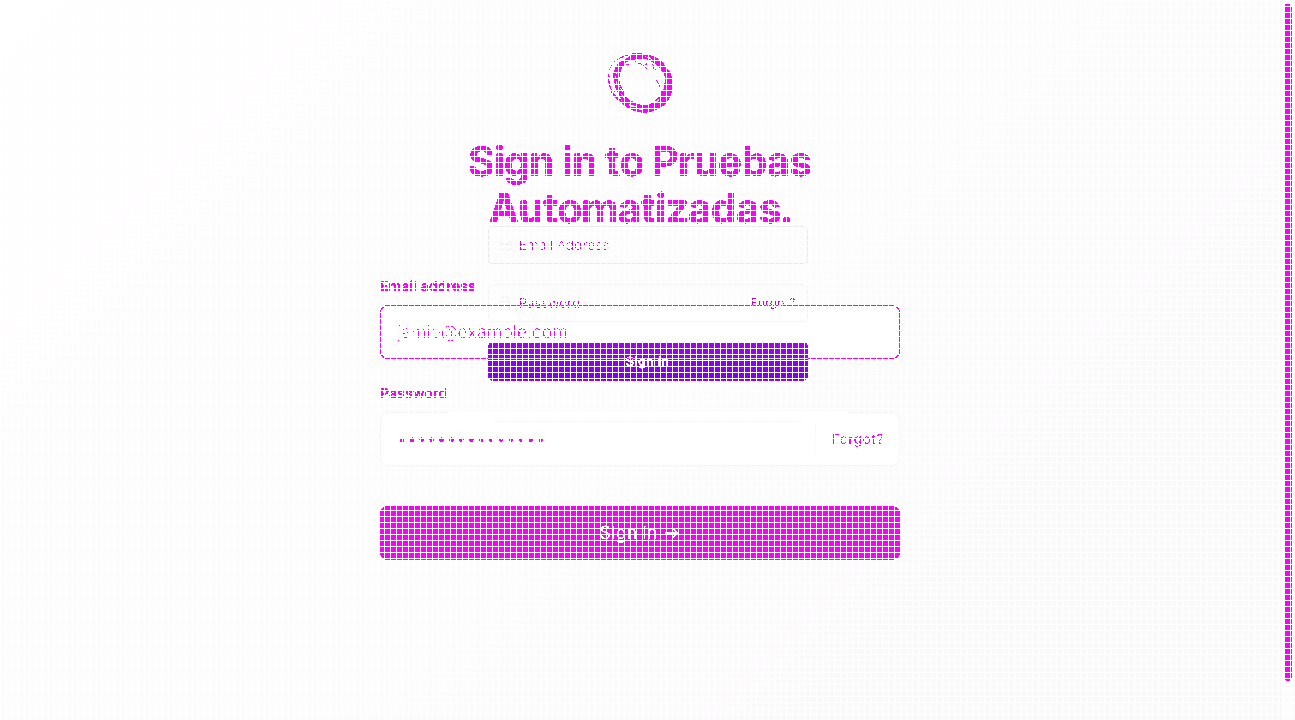 Sign in to Pruebas
Automatizadas.
Email Address
Email address
Password
Forgot?
jamie@example.com
Sign in
Password
Forgot?
Sign in →